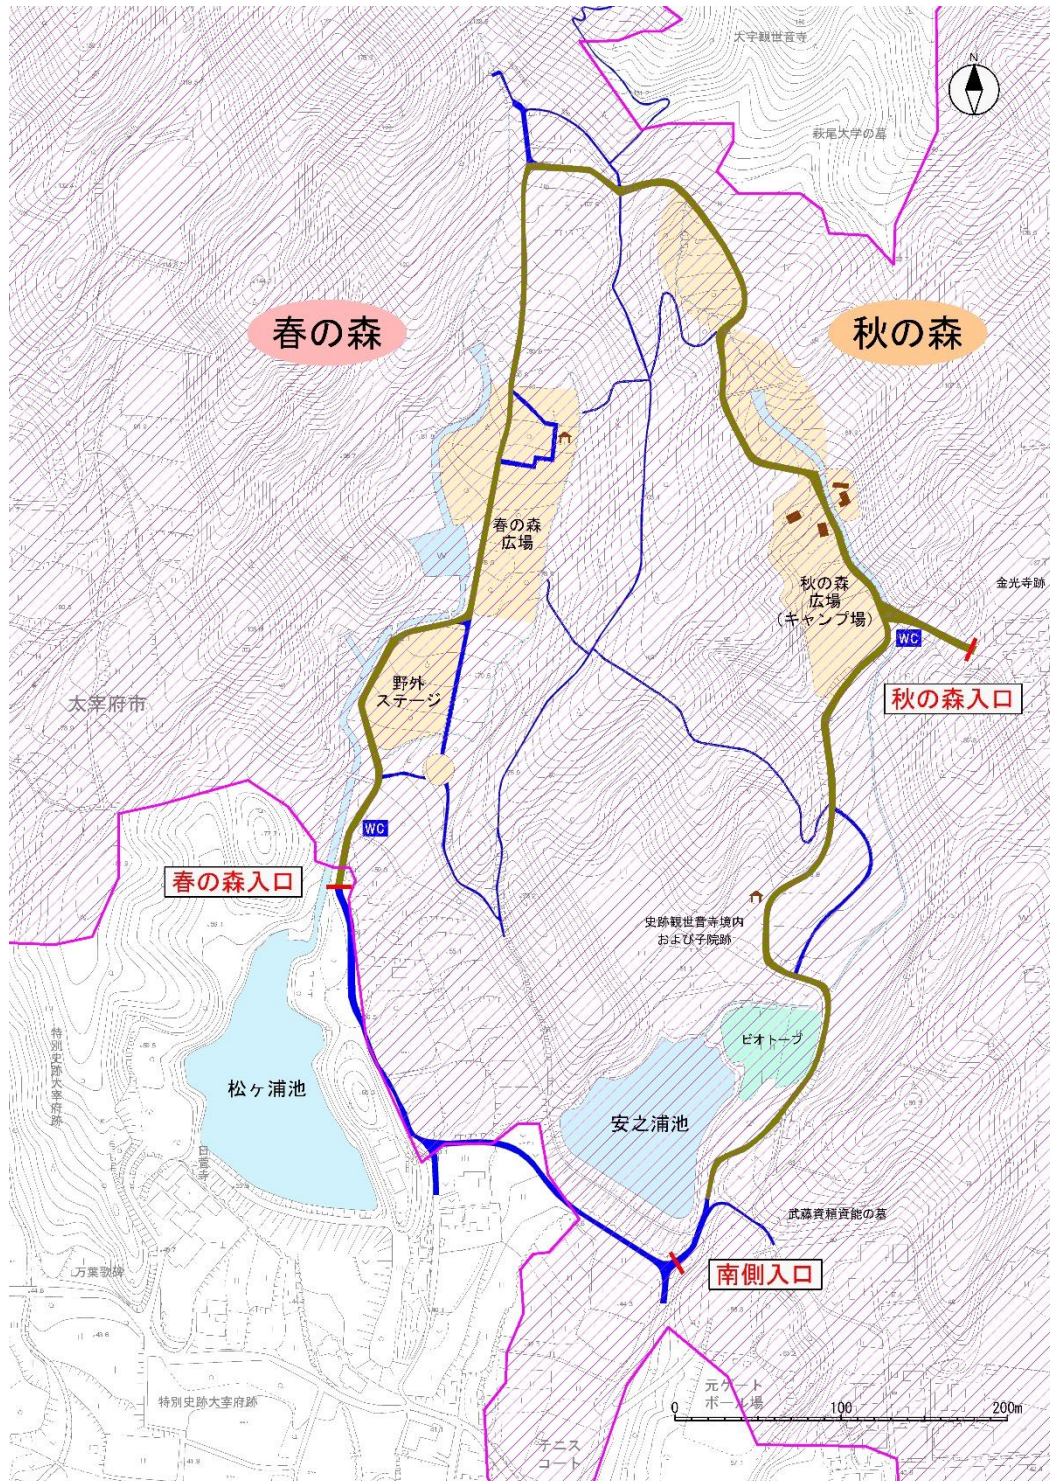 大字観世音寺
N
萩尾大学の墓
春の森
秋の森
春の森
広場
秋の森
広場
(キャンプ場)
金光寺跡
WC
秋の森入口
野外
ステージ
太宰府市
WC
春の森入口
史跡観世音寺境内
および子院跡
ビオトープ
特別史跡大宰府跡
松ヶ浦池
安之浦池
日菅寺
武藤資頼資能の墓
万葉歌碑
南側入口
特別史跡大宰府跡
元ゲート
ボール場
0 100 200m
テニス
コート